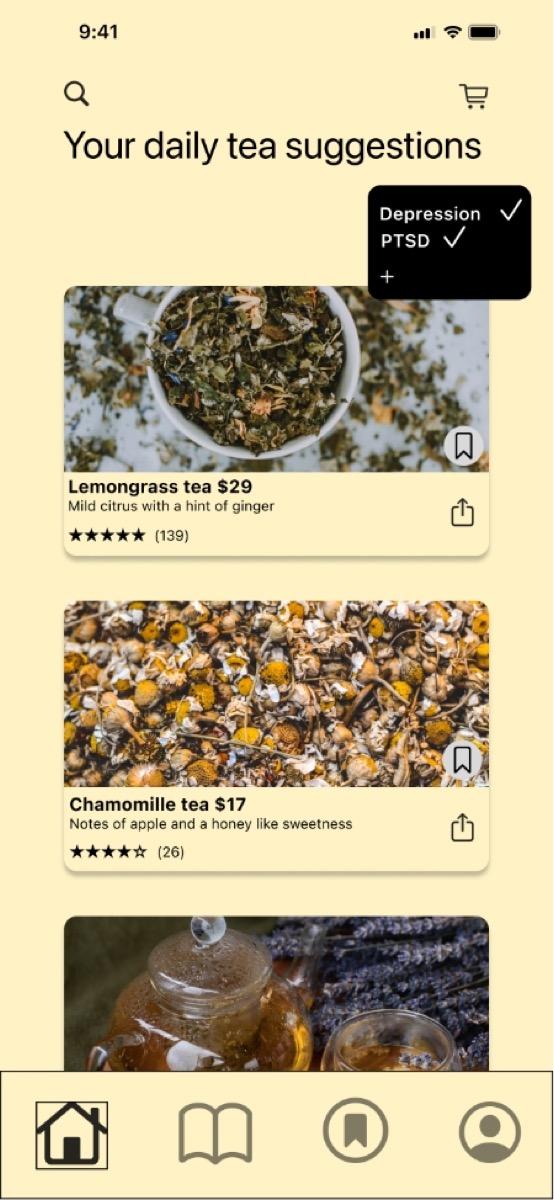 9:41
Your daily tea suggestions
Depression
PTSD
+
Lemongrass tea $29
Mild citrus with a hint of ginger
★★★★★ (139)
Chamomille tea $17
Notes of apple and a honey like sweetness
★★★★☆ (26)